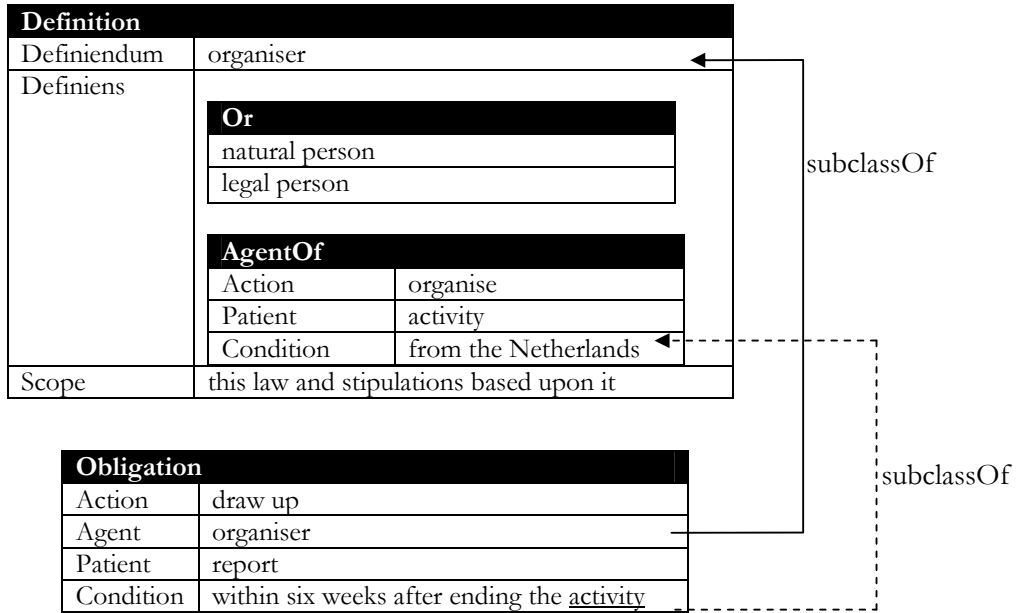 Definition
Definiendum organiser
Definiens
Or
natural person
legal person
subclassOf
AgentOf
Action organise
Patient activity
Condition from the Netherlands
Scope this law and stipulations based upon it
Obligation
subclassOf
Action draw up
Agent organiser
Patient report
Condition within six weeks after ending the activity